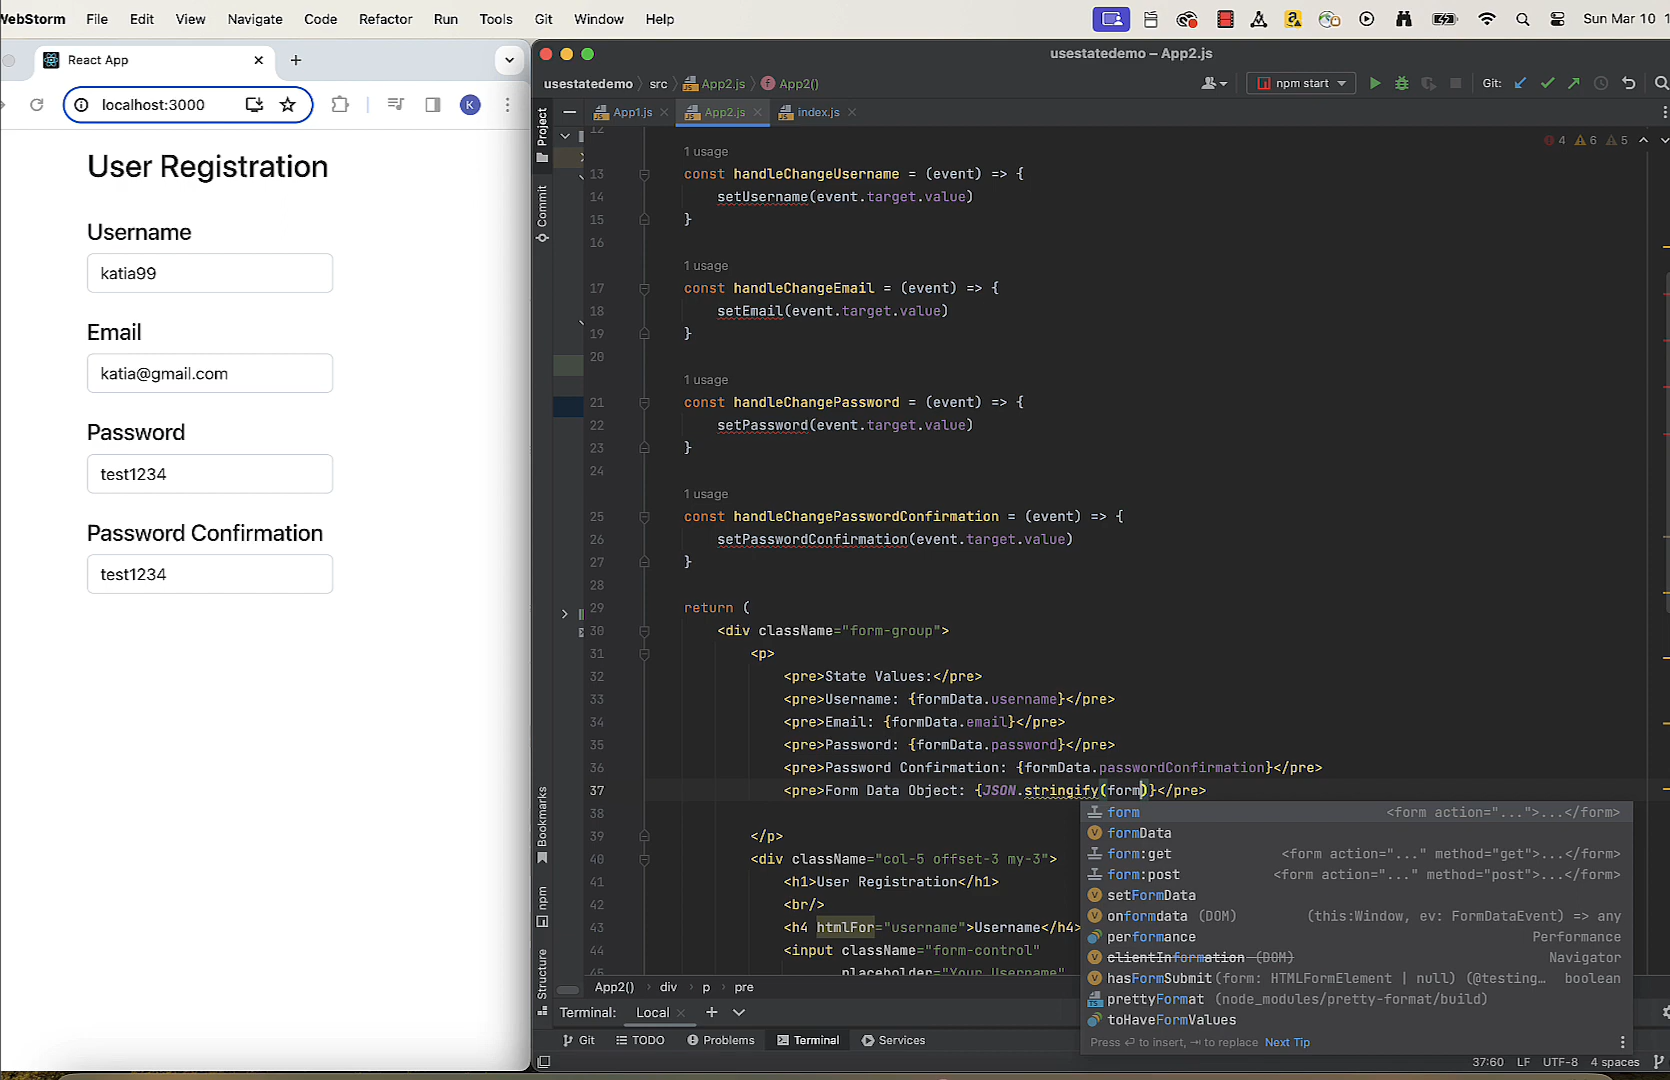 WebStorm File Edit View Navigate Code Refactor Run Tools Git Window Help Sun Mar 10 1
React App
localhost:3000 K
User Registration
Username
katia99
Email
katia@gmail.com
Password
test1234
Password Confirmation
test1234
usestatedemo – App2.js
usestatedemo src App2.js App2() npm start Git:
App1.js App2.js index.js
4 6 5
Project
Commit
Bookmarks
npm
Structure
12
1 usage
13 const handleChangeUsername = (event) => {
14 setUsername(event.target.value)
15 }
16
1 usage
17 const handleChangeEmail = (event) => {
18 setEmail(event.target.value)
19 }
20
1 usage
21 const handleChangePassword = (event) => {
22 setPassword(event.target.value)
23 }
24
1 usage
25 const handleChangePasswordConfirmation = (event) => {
26 setPasswordConfirmation(event.target.value)
27 }
28
29 return (
30 <div className="form-group">
31 <p>
32 <pre>State Values:</pre>
33 <pre>Username: {formData.username}</pre>
34 <pre>Email: {formData.email}</pre>
35 <pre>Password: {formData.password}</pre>
36 <pre>Password Confirmation: {formData.passwordConfirmation}</pre>
37 <pre>Form Data Object: {JSON.stringify(form)}</pre>
38
39 </p>
40 <div className="col-5 offset-3 my-3">
41 <h1>User Registration</h1>
42 <br/>
43 <h4 htmlFor="username">Username</h4>
44 <input className="form-control"
45 placeholder="Your Username"
form <form action="...">...</form>
formData
form:get <form action="..." method="get">...</form>
form:post <form action="..." method="post">...</form>
setFormData
onformdata (DOM) (this:Window, ev: FormDataEvent) => any
performance Performance
clientInformation (DOM) Navigator
hasFormSubmit(form: HTMLFormElement | null) (@testing… boolean
prettyFormat (node_modules/pretty-format/build)
toHaveFormValues
Press ↵ to insert, ⇥ to replace Next Tip
App2() div p pre
Terminal: Local
Git TODO Problems Terminal Services
37:60 LF UTF-8 4 spaces